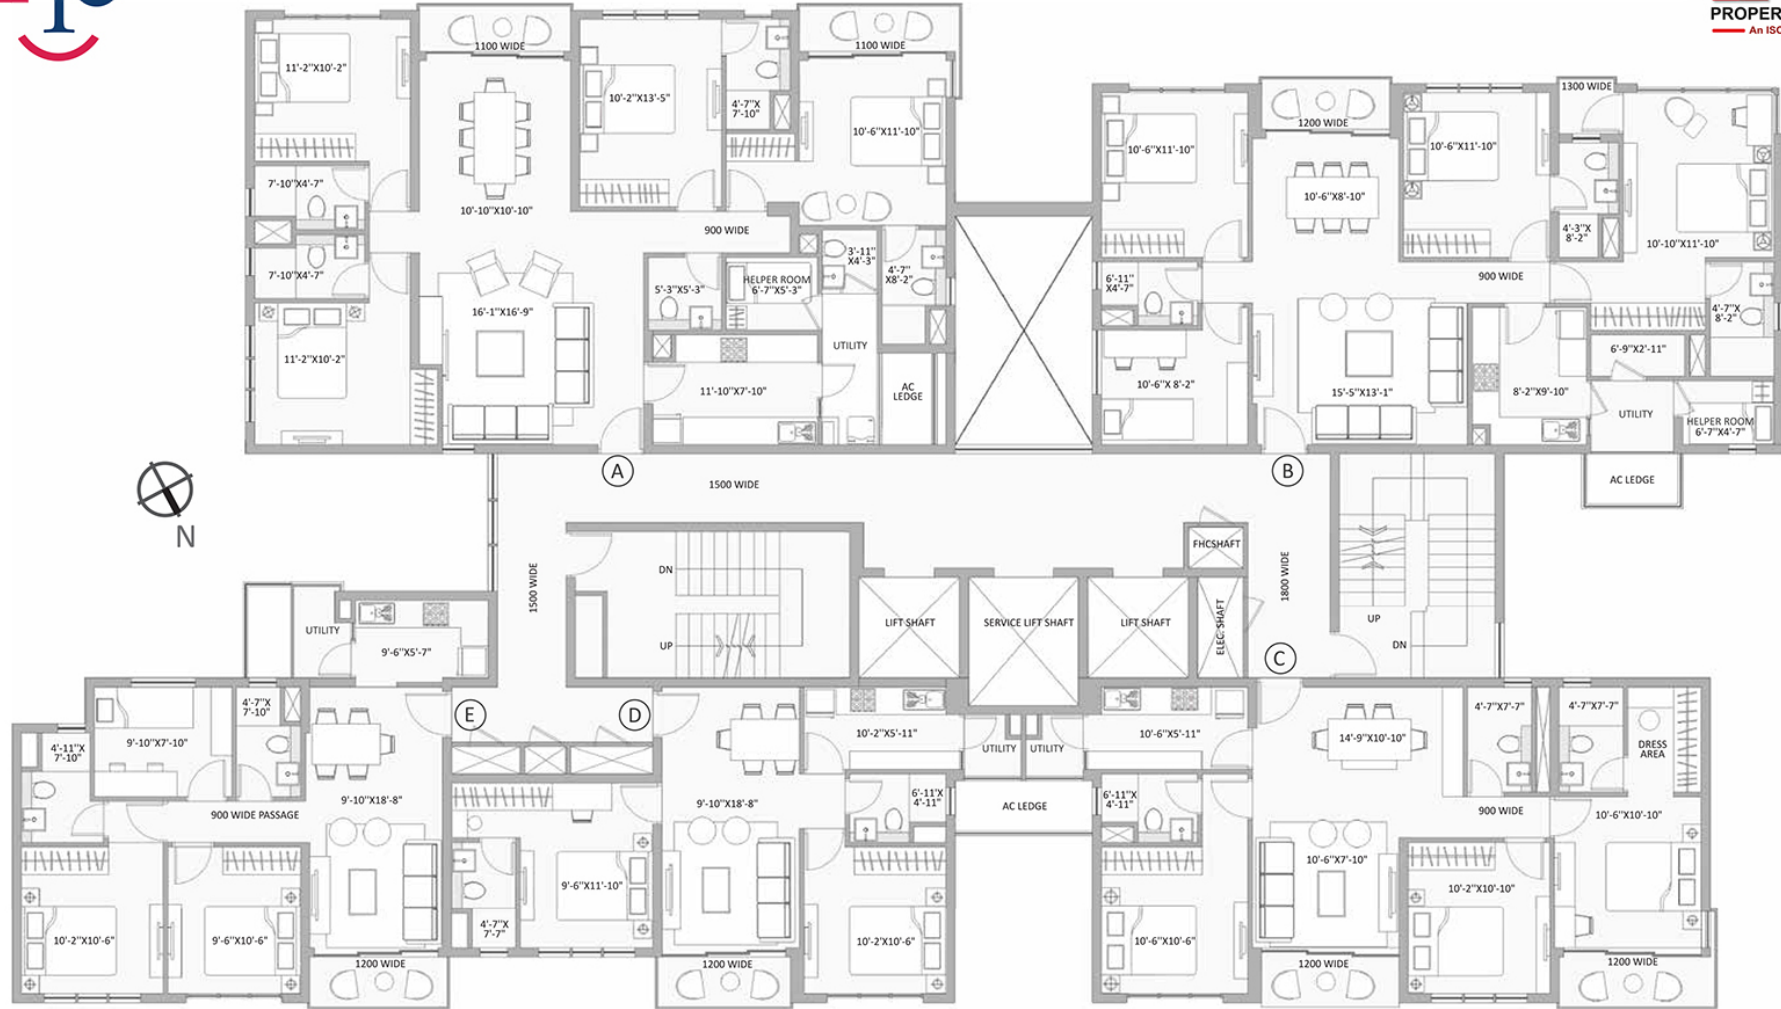 PROPER
An ISO
1100 WIDE
1100 WIDE
11'-2"X10'-2"
10'-2"X13'-5"
4'-7"X
7'-10"
10'-6"X11'-10"
7'-10"X4'-7"
10'-10"X10'-10"
900 WIDE
7'-10"X4'-7"
3'-11"
X4'-3"
4'-7"
X8'-2"
5'-3"X5'-3"
HELPER ROOM
6'-7"X5'-3"
16'-1"X16'-9"
UTILITY
11'-2"X10'-2"
11'-10"X7'-10"
AC
LEDGE
1200 WIDE
1300 WIDE
10'-6"X11'-10"
10'-6"X11'-10"
10'-6"X8'-10"
4'-3"X
8'-2"
10'-10"X11'-10"
900 WIDE
6'-11"
X4'-7"
4'-7"X
8'-2"
6'-9"X2'-11"
10'-6"X 8'-2"
15'-5"X13'-1"
8'-2"X9'-10"
UTILITY
HELPER ROOM
6'-7"X4'-7"
AC LEDGE
A
B
1500 WIDE
N
FHCSHAFT
1500 WIDE
DN
UP
LIFT SHAFT
SERVICE LIFT SHAFT
LIFT SHAFT
ELEC. SHAFT
1800 WIDE
UP
DN
C
UTILITY
9'-6"X5'-7"
E
D
4'-7"X
7'-10"
4'-11"X
7'-10"
9'-10"X7'-10"
9'-10"X18'-8"
900 WIDE PASSAGE
10'-2"X10'-6"
9'-6"X10'-6"
1200 WIDE
9'-6"X11'-10"
4'-7"X
7'-7"
9'-10"X18'-8"
10'-2"X5'-11"
UTILITY
UTILITY
10'-6"X5'-11"
6'-11"X
4'-11"
AC LEDGE
6'-11"X
4'-11"
10'-2X10'-6"
1200 WIDE
14'-9"X10'-10"
4'-7"X7'-7"
4'-7"X7'-7"
DRESS
AREA
900 WIDE
10'-6"X10'-10"
10'-6"X7'-10"
10'-2"X10'-10"
10'-6"X10'-6"
1200 WIDE
1200 WIDE